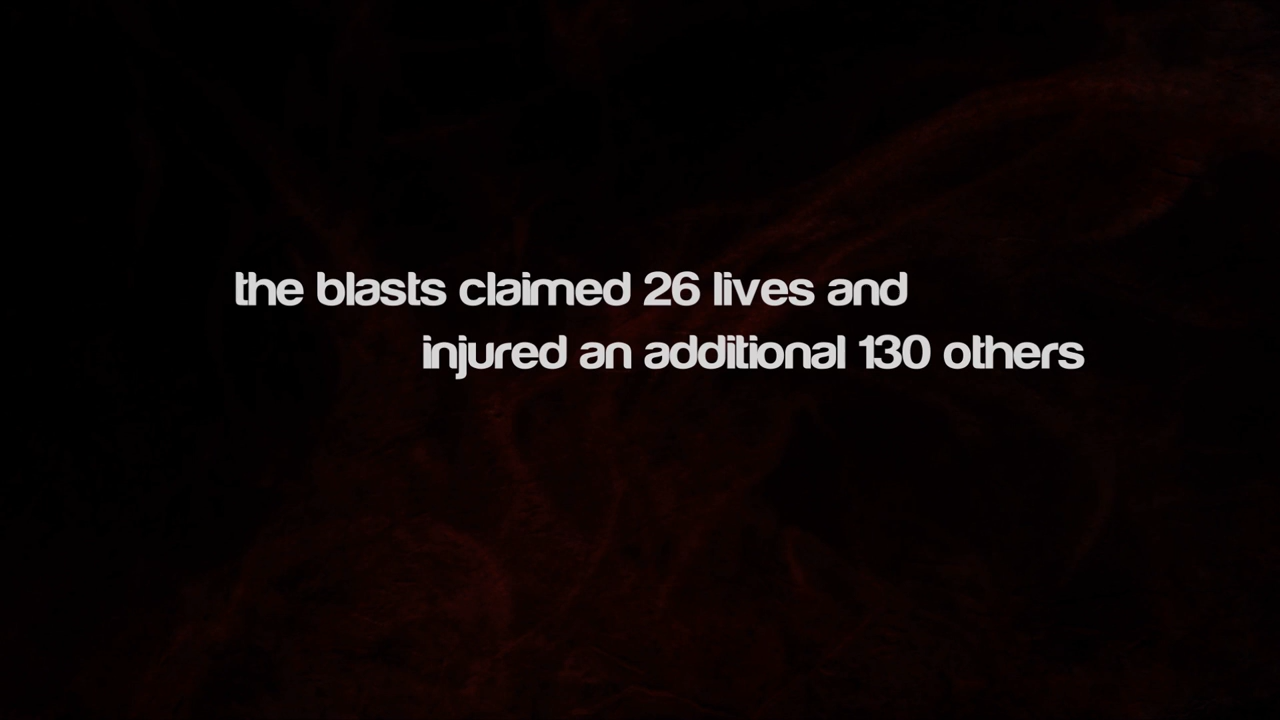 the blasts claimed 26 lives and
injured an additional 130 others